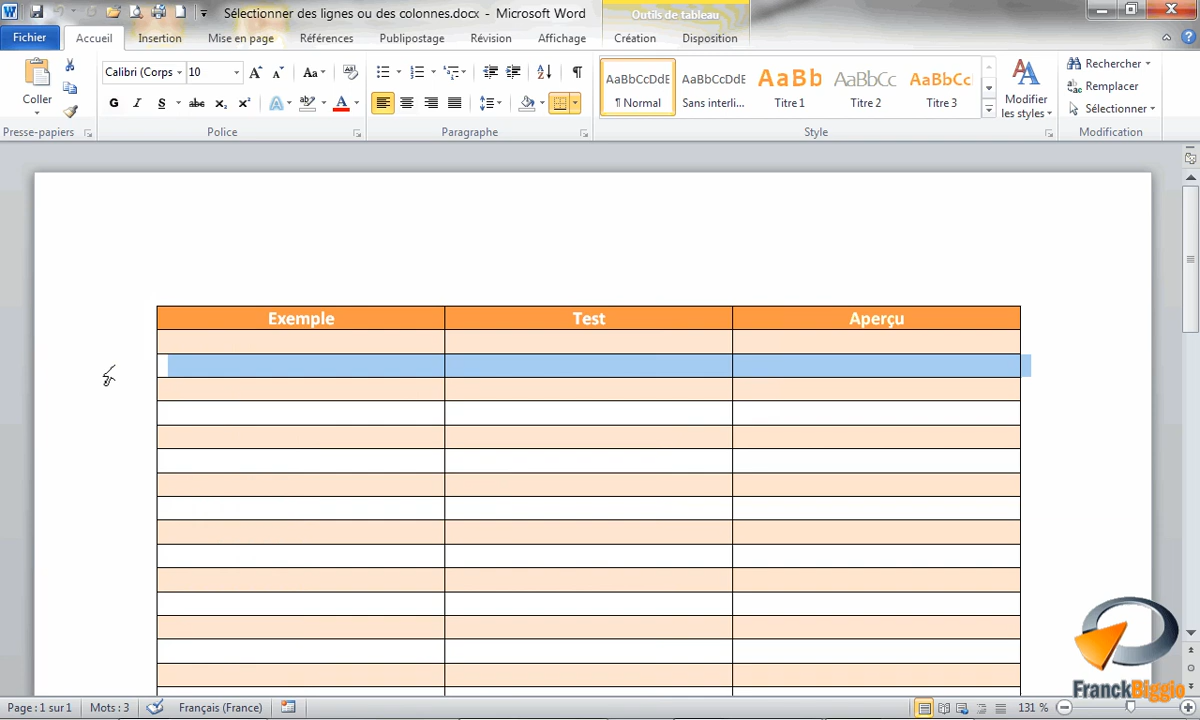 Sélectionner des lignes ou des colonnes.docx - Microsoft Word
Outils de tableau
Fichier Accueil Insertion Mise en page Références Publipostage Révision Affichage Création Disposition
Coller
Calibri (Corps 10
AaBbCcDdE AaBbCcDdE AaBb AaBbCc AaBbCc
¶ Normal Sans interli... Titre 1 Titre 2 Titre 3
Modifier
les styles
Rechercher
Remplacer
Sélectionner
G I S abc x₂ x²
Presse-papiers Police Paragraphe Style Modification
Exemple Test Aperçu
FranckBiggio
Page : 1 sur 1 Mots : 3 Français (France) 131 %